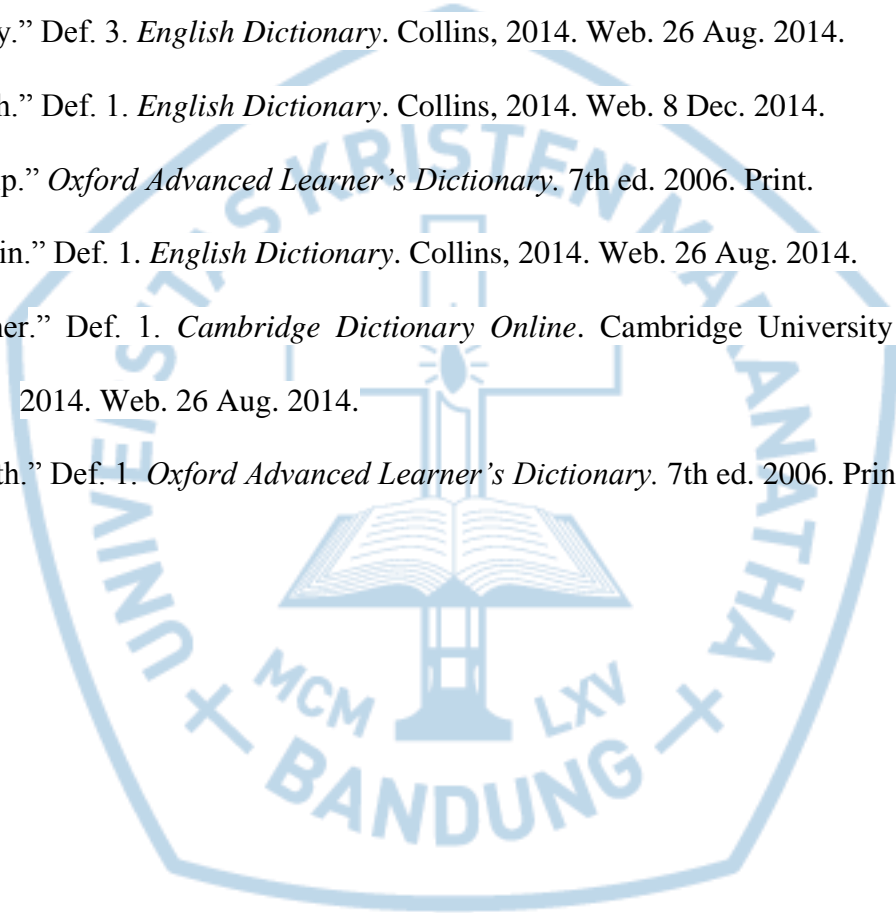 y.” Def. 3. English Dictionary. Collins, 2014. Web. 26 Aug. 2014.
h.” Def. 1. English Dictionary. Collins, 2014. Web. 8 Dec. 2014.
p.” Oxford Advanced Learner’s Dictionary. 7th ed. 2006. Print.
in.” Def. 1. English Dictionary. Collins, 2014. Web. 26 Aug. 2014.
ner.” Def. 1. Cambridge Dictionary Online. Cambridge University
2014. Web. 26 Aug. 2014.
th.” Def. 1. Oxford Advanced Learner’s Dictionary. 7th ed. 2006. Prin
UNIVERSITAS KRISTEN MARANATHA
MCM LXV
BANDUNG